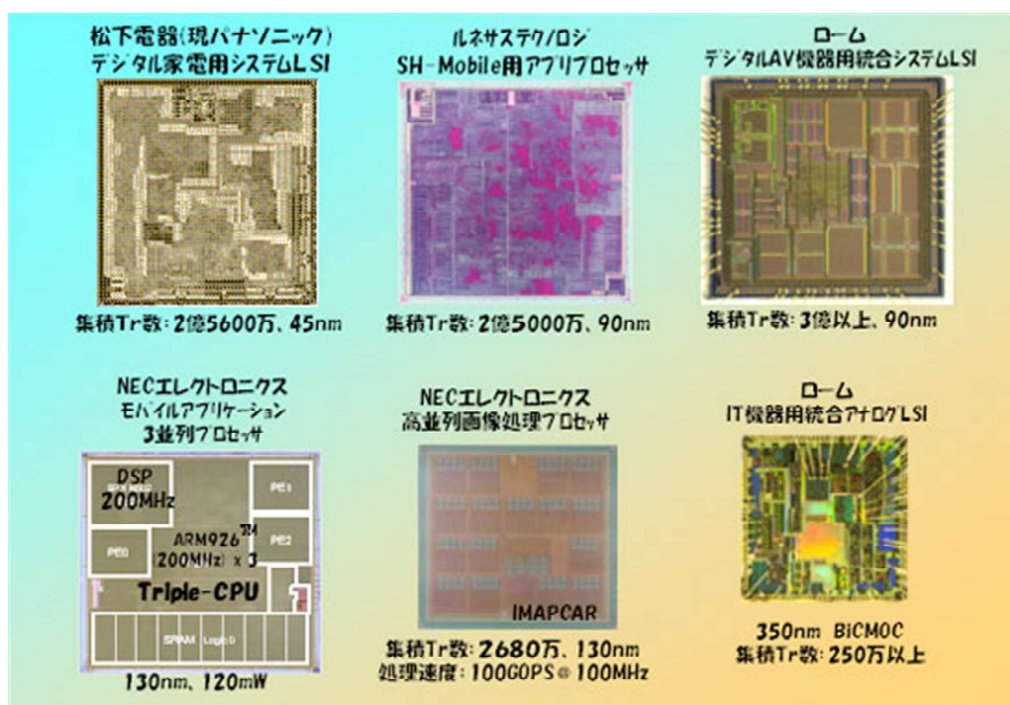 松下電器(現パナソニック)
デジタル家電用システムLSI
集積Tr数:2億5600万、45nm
ルネサステクノロジ
SH-Mobile用アプリプロセッサ
集積Tr数:2億5000万、90nm
ローム
デジタルAV機器用統合システムLSI
集積Tr数:3億以上、90nm
NECエレクトロニクス
モバイルアプリケーション
3並列プロセッサ
DSP
200MHz
PE1
ARM926™
PE0
PE2
(200MHz) x 3
Triple-CPU
SRAM Logic
130nm、120mW
NECエレクトロニクス
高並列画像処理プロセッサ
IMAPCAR
集積Tr数:2680万、130nm
処理速度:100GOPS@100MHz
ローム
IT機器用統合アナログLSI
350nm BiCMOC
集積Tr数:250万以上